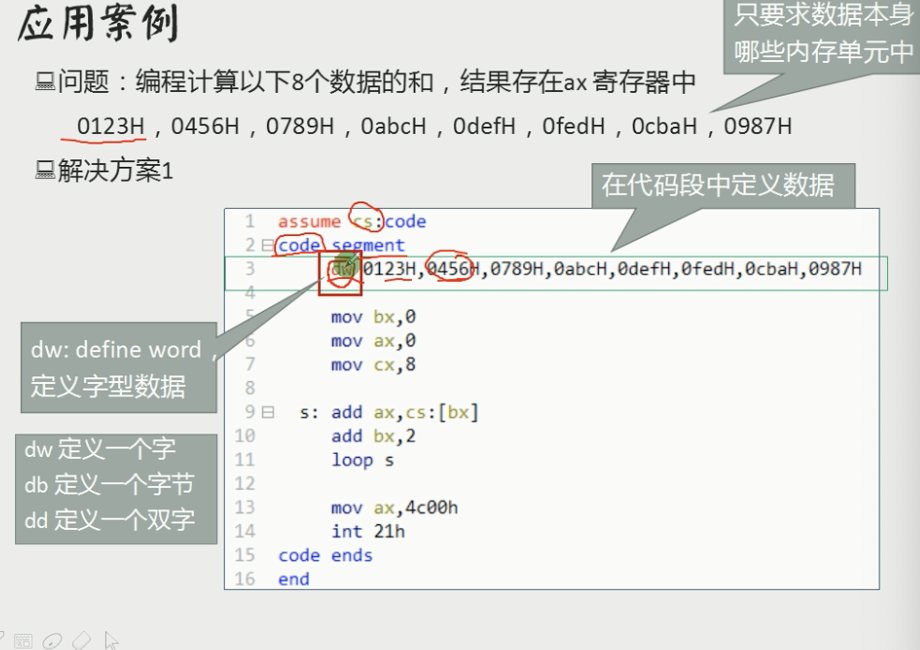 应用案例
只要求数据本身
哪些内存单元中
问题：编程计算以下8个数据的和，结果存在ax 寄存器中
0123H，0456H，0789H，0abcH，0defH，0fedH，0cbaH，0987H
解决方案1
在代码段中定义数据
1 assume cs:code
2 code segment
3 dw 0123H,0456H,0789H,0abcH,0defH,0fedH,0cbaH,0987H
4
5 mov bx,0
6 mov ax,0
7 mov cx,8
8
9 s: add ax,cs:[bx]
10 add bx,2
11 loop s
12
13 mov ax,4c00h
14 int 21h
15 code ends
16 end
dw: define word，
定义字型数据
dw 定义一个字
db 定义一个字节
dd 定义一个双字